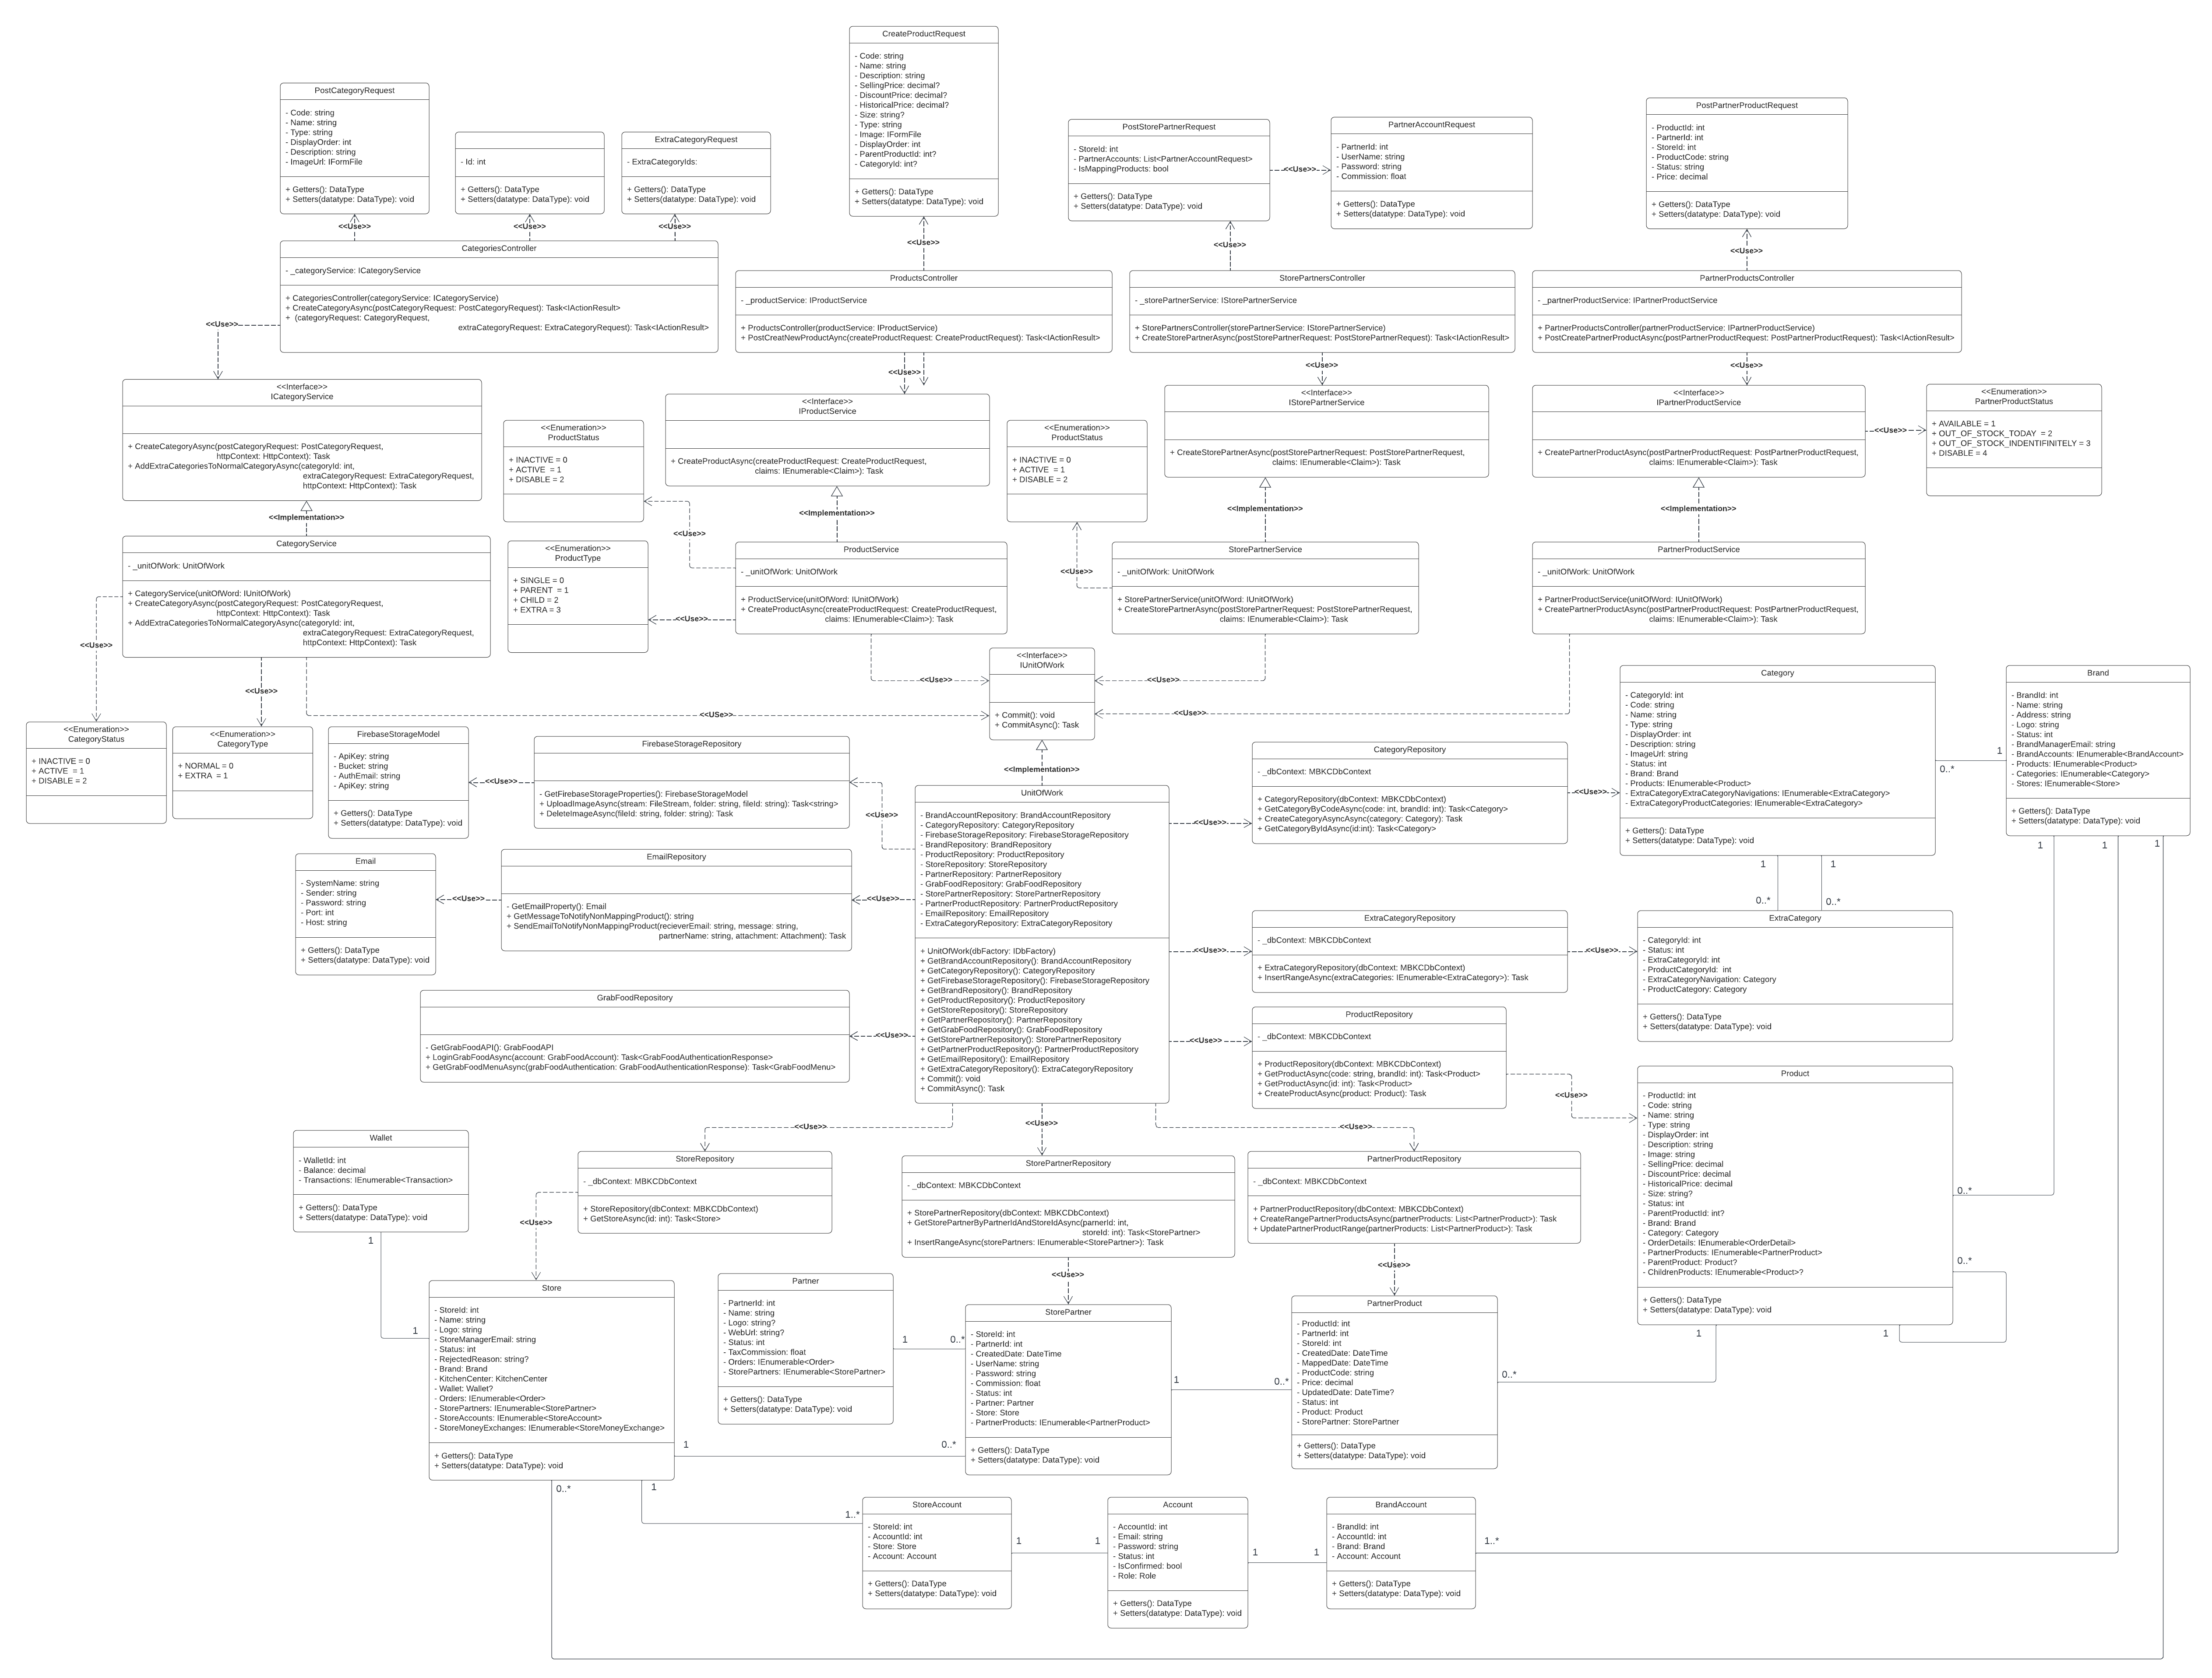 CreateProductRequest
- Code: string
- Name: string
- Description: string
- SellingPrice: decimal?
- DiscountPrice: decimal?
- HistoricalPrice: decimal?
- Size: string?
- Type: string
- Image: IFormFile
- DisplayOrder: int
- ParentProductId: int?
- CategoryId: int?
+ Getters(): DataType
+ Setters(datatype: DataType): void
PostCategoryRequest
- Code: string
- Name: string
- Type: string
- DisplayOrder: int
- Description: string
- ImageUrl: IFormFile
+ Getters(): DataType
+ Setters(datatype: DataType): void
- Id: int
+ Getters(): DataType
+ Setters(datatype: DataType): void
ExtraCategoryRequest
- ExtraCategoryIds:
+ Getters(): DataType
+ Setters(datatype: DataType): void
PostStorePartnerRequest
- StoreId: int
- PartnerAccounts: List<PartnerAccountRequest>
- IsMappingProducts: bool
+ Getters(): DataType
+ Setters(datatype: DataType): void
<<Use>>
PartnerAccountRequest
- PartnerId: int
- UserName: string
- Password: string
- Commission: float
+ Getters(): DataType
+ Setters(datatype: DataType): void
PostPartnerProductRequest
- ProductId: int
- PartnerId: int
- StoreId: int
- ProductCode: string
- Status: string
- Price: decimal
+ Getters(): DataType
+ Setters(datatype: DataType): void
<<Use>>
<<Use>>
<<Use>>
<<Use>>
<<Use>>
<<Use>>
CategoriesController
- _categoryService: ICategoryService
+ CategoriesController(categoryService: ICategoryService)
+ CreateCategoryAsync(postCategoryRequest: PostCategoryRequest): Task<IActionResult>
+ (categoryRequest: CategoryRequest,
extraCategoryRequest: ExtraCategoryRequest): Task<IActionResult>
ProductsController
- _productService: IProductService
+ ProductsController(productService: IProductService)
+ PostCreatNewProductAync(createProductRequest: CreateProductRequest): Task<IActionResult>
StorePartnersController
- _storePartnerService: IStorePartnerService
+ StorePartnersController(storePartnerService: IStorePartnerService)
+ CreateStorePartnerAsync(postStorePartnerRequest: PostStorePartnerRequest): Task<IActionResult>
PartnerProductsController
- _partnerProductService: IPartnerProductService
+ PartnerProductsController(partnerProductService: IPartnerProductService)
+ PostCreatePartnerProductAsync(postPartnerProductRequest: PostPartnerProductRequest): Task<IActionResult>
<<Use>>
<<Use>>
<<Use>>
<<Use>>
<<Interface>>
ICategoryService
+ CreateCategoryAsync(postCategoryRequest: PostCategoryRequest,
httpContext: HttpContext): Task
+ AddExtraCategoriesToNormalCategoryAsync(categoryId: int,
extraCategoryRequest: ExtraCategoryRequest,
httpContext: HttpContext): Task
<<Enumeration>>
ProductStatus
+ INACTIVE = 0
+ ACTIVE = 1
+ DISABLE = 2
<<Interface>>
IProductService
+ CreateProductAsync(createProductRequest: CreateProductRequest,
claims: IEnumerable<Claim>): Task
<<Enumeration>>
ProductStatus
+ INACTIVE = 0
+ ACTIVE = 1
+ DISABLE = 2
<<Interface>>
IStorePartnerService
+ CreateStorePartnerAsync(postStorePartnerRequest: PostStorePartnerRequest,
claims: IEnumerable<Claim>): Task
<<Interface>>
IPartnerProductService
+ CreatePartnerProductAsync(postPartnerProductRequest: PostPartnerProductRequest,
claims: IEnumerable<Claim>): Task
<<Use>>
<<Enumeration>>
PartnerProductStatus
+ AVAILABLE = 1
+ OUT_OF_STOCK_TODAY = 2
+ OUT_OF_STOCK_INDENTIFINITELY = 3
+ DISABLE = 4
<<Implementation>>
<<Implementation>>
<<Implementation>>
<<Implementation>>
<<Use>>
<<Use>>
CategoryService
- _unitOfWork: UnitOfWork
+ CategoryService(unitOfWord: IUnitOfWork)
+ CreateCategoryAsync(postCategoryRequest: PostCategoryRequest,
httpContext: HttpContext): Task
+ AddExtraCategoriesToNormalCategoryAsync(categoryId: int,
extraCategoryRequest: ExtraCategoryRequest,
httpContext: HttpContext): Task
<<Enumeration>>
ProductType
+ SINGLE = 0
+ PARENT = 1
+ CHILD = 2
+ EXTRA = 3
<<Use>>
ProductService
- _unitOfWork: UnitOfWork
+ ProductService(unitOfWord: IUnitOfWork)
+ CreateProductAsync(createProductRequest: CreateProductRequest,
claims: IEnumerable<Claim>): Task
StorePartnerService
- _unitOfWork: UnitOfWork
+ StorePartnerService(unitOfWord: IUnitOfWork)
+ CreateStorePartnerAsync(postStorePartnerRequest: PostStorePartnerRequest,
claims: IEnumerable<Claim>): Task
PartnerProductService
- _unitOfWork: UnitOfWork
+ PartnerProductService(unitOfWord: IUnitOfWork)
+ CreatePartnerProductAsync(postPartnerProductRequest: PostPartnerProductRequest,
claims: IEnumerable<Claim>): Task
<<Use>>
<<Use>>
<<Use>>
<<Use>>
<<USe>>
<<Use>>
<<Interface>>
IUnitOfWork
+ Commit(): void
+ CommitAsync(): Task
<<Implementation>>
<<Enumeration>>
CategoryStatus
+ INACTIVE = 0
+ ACTIVE = 1
+ DISABLE = 2
<<Enumeration>>
CategoryType
+ NORMAL = 0
+ EXTRA = 1
FirebaseStorageModel
- ApiKey: string
- Bucket: string
- AuthEmail: string
- ApiKey: string
+ Getters(): DataType
+ Setters(datatype: DataType): void
<<Use>>
FirebaseStorageRepository
- GetFirebaseStorageProperties(): FirebaseStorageModel
+ UploadImageAsync(stream: FileStream, folder: string, fileId: string): Task<string>
+ DeleteImageAsync(fileId: string, folder: string): Task
<<Use>>
Email
- SystemName: string
- Sender: string
- Password: string
- Port: int
- Host: string
+ Getters(): DataType
+ Setters(datatype: DataType): void
<<Use>>
EmailRepository
- GetEmailProperty(): Email
+ GetMessageToNotifyNonMappingProduct(): string
+ SendEmailToNotifyNonMappingProduct(recieverEmail: string, message: string,
partnerName: string, attachment: Attachment): Task
<<Use>>
GrabFoodRepository
- GetGrabFoodAPI(): GrabFoodAPI
+ LoginGrabFoodAsync(account: GrabFoodAccount): Task<GrabFoodAuthenticationResponse>
+ GetGrabFoodMenuAsync(grabFoodAuthentication: GrabFoodAuthenticationResponse): Task<GrabFoodMenu>
<<Use>>
UnitOfWork
- BrandAccountRepository: BrandAccountRepository
- CategoryRepository: CategoryRepository
- FirebaseStorageRepository: FirebaseStorageRepository
- BrandRepository: BrandRepository
- ProductRepository: ProductRepository
- StoreRepository: StoreRepository
- PartnerRepository: PartnerRepository
- GrabFoodRepository: GrabFoodRepository
- StorePartnerRepository: StorePartnerRepository
- PartnerProductRepository: PartnerProductRepository
- EmailRepository: EmailRepository
- ExtraCategoryRepository: ExtraCategoryRepository
+ UnitOfWork(dbFactory: IDbFactory)
+ GetBrandAccountRepository(): BrandAccountRepository
+ GetCategoryRepository(): CategoryRepository
+ GetFirebaseStorageRepository(): FirebaseStorageRepository
+ GetBrandRepository(): BrandRepository
+ GetProductRepository(): ProductRepository
+ GetStoreRepository(): StoreRepository
+ GetPartnerRepository(): PartnerRepository
+ GetGrabFoodRepository(): GrabFoodRepository
+ GetStorePartnerRepository(): StorePartnerRepository
+ GetPartnerProductRepository(): PartnerProductRepository
+ GetEmailRepository(): EmailRepository
+ GetExtraCategoryRepository(): ExtraCategoryRepository
+ Commit(): void
+ CommitAsync(): Task
<<Use>>
CategoryRepository
- _dbContext: MBKCDbContext
+ CategoryRepository(dbContext: MBKCDbContext)
+ GetCategoryByCodeAsync(code: int, brandId: int): Task<Category>
+ CreateCategoryAsyncAsync(category: Category): Task
+ GetCategoryByIdAsync(id:int): Task<Category>
<<Use>>
Category
- CategoryId: int
- Code: string
- Name: string
- Type: string
- DisplayOrder: int
- Description: string
- ImageUrl: string
- Status: int
- Brand: Brand
- Products: IEnumerable<Product>
- ExtraCategoryExtraCategoryNavigations: IEnumerable<ExtraCategory>
- ExtraCategoryProductCategories: IEnumerable<ExtraCategory>
+ Getters(): DataType
+ Setters(datatype: DataType): void
1
0..*
Brand
- BrandId: int
- Name: string
- Address: string
- Logo: string
- Status: int
- BrandManagerEmail: string
- BrandAccounts: IEnumerable<BrandAccount>
- Products: IEnumerable<Product>
- Categories: IEnumerable<Category>
- Stores: IEnumerable<Store>
+ Getters(): DataType
+ Setters(datatype: DataType): void
1
1
1
1
1
0..*
0..*
<<Use>>
ExtraCategoryRepository
- _dbContext: MBKCDbContext
+ ExtraCategoryRepository(dbContext: MBKCDbContext)
+ InsertRangeAsync(extraCategories: IEnumerable<ExtraCategory>): Task
<<Use>>
ExtraCategory
- CategoryId: int
- Status: int
- ExtraCategoryId: int
- ProductCategoryId: int
- ExtraCategoryNavigation: Category
- ProductCategory: Category
+ Getters(): DataType
+ Setters(datatype: DataType): void
<<Use>>
ProductRepository
- _dbContext: MBKCDbContext
+ ProductRepository(dbContext: MBKCDbContext)
+ GetProductAsync(code: string, brandId: int): Task<Product>
+ GetProductAsync(id: int): Task<Product>
+ CreateProductAsync(product: Product): Task
<<Use>>
Product
- ProductId: int
- Code: string
- Name: string
- Type: string
- DisplayOrder: int
- Description: string
- Image: string
- SellingPrice: decimal
- DiscountPrice: decimal
- HistoricalPrice: decimal
- Size: string?
- Status: int
- ParentProductId: int?
- Brand: Brand
- Category: Category
- OrderDetails: IEnumerable<OrderDetail>
- PartnerProducts: IEnumerable<PartnerProduct>
- ParentProduct: Product?
- ChildrenProducts: IEnumerable<Product>?
+ Getters(): DataType
+ Setters(datatype: DataType): void
0..*
0..*
1
1
<<Use>>
<<Use>>
<<Use>>
Wallet
- WalletId: int
- Balance: decimal
- Transactions: IEnumerable<Transaction>
+ Getters(): DataType
+ Setters(datatype: DataType): void
1
1
StoreRepository
- _dbContext: MBKCDbContext
+ StoreRepository(dbContext: MBKCDbContext)
+ GetStoreAsync(id: int): Task<Store>
<<Use>>
StorePartnerRepository
- _dbContext: MBKCDbContext
+ StorePartnerRepository(dbContext: MBKCDbContext)
+ GetStorePartnerByPartnerIdAndStoreIdAsync(parnerId: int,
storeId: int): Task<StorePartner>
+ InsertRangeAsync(storePartners: IEnumerable<StorePartner>): Task
<<Use>>
PartnerProductRepository
- _dbContext: MBKCDbContext
+ PartnerProductRepository(dbContext: MBKCDbContext)
+ CreateRangePartnerProductsAsync(partnerProducts: List<PartnerProduct>): Task
+ UpdatePartnerProductRange(partnerProducts: List<PartnerProduct>): Task
<<Use>>
Store
- StoreId: int
- Name: string
- Logo: string
- StoreManagerEmail: string
- Status: int
- RejectedReason: string?
- Brand: Brand
- KitchenCenter: KitchenCenter
- Wallet: Wallet?
- Orders: IEnumerable<Order>
- StorePartners: IEnumerable<StorePartner>
- StoreAccounts: IEnumerable<StoreAccount>
- StoreMoneyExchanges: IEnumerable<StoreMoneyExchange>
+ Getters(): DataType
+ Setters(datatype: DataType): void
Partner
- PartnerId: int
- Name: string
- Logo: string?
- WebUrl: string?
- Status: int
- TaxCommission: float
- Orders: IEnumerable<Order>
- StorePartners: IEnumerable<StorePartner>
+ Getters(): DataType
+ Setters(datatype: DataType): void
1
0..*
StorePartner
- StoreId: int
- PartnerId: int
- CreatedDate: DateTime
- UserName: string
- Password: string
- Commission: float
- Status: int
- Partner: Partner
- Store: Store
- PartnerProducts: IEnumerable<PartnerProduct>
+ Getters(): DataType
+ Setters(datatype: DataType): void
1
0..*
PartnerProduct
- ProductId: int
- PartnerId: int
- StoreId: int
- CreatedDate: DateTime
- MappedDate: DateTime
- ProductCode: string
- Price: decimal
- UpdatedDate: DateTime?
- Status: int
- Product: Product
- StorePartner: StorePartner
+ Getters(): DataType
+ Setters(datatype: DataType): void
0..*
1
0..*
0..*
1
1..*
StoreAccount
- StoreId: int
- AccountId: int
- Store: Store
- Account: Account
+ Getters(): DataType
+ Setters(datatype: DataType): void
1
1
Account
- AccountId: int
- Email: string
- Password: string
- Status: int
- IsConfirmed: bool
- Role: Role
+ Getters(): DataType
+ Setters(datatype: DataType): void
1
1
BrandAccount
- BrandId: int
- AccountId: int
- Brand: Brand
- Account: Account
+ Getters(): DataType
+ Setters(datatype: DataType): void
1..*